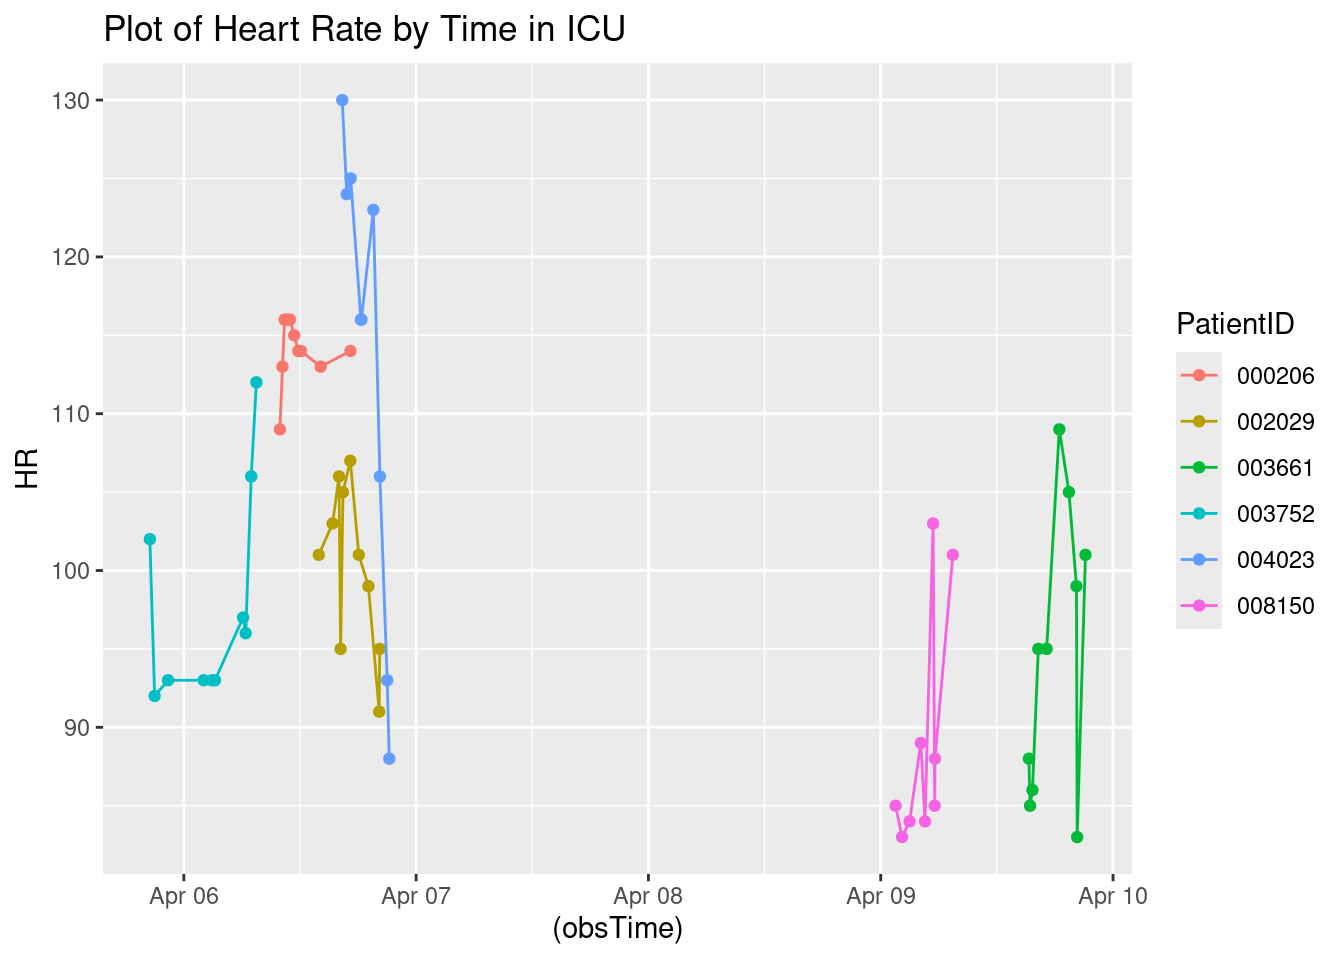 Plot of Heart Rate by Time in ICU
130
120
110
100
90
HR
Apr 06
Apr 07
Apr 08
Apr 09
Apr 10
(obsTime)
PatientID
000206
002029
003661
003752
004023
008150